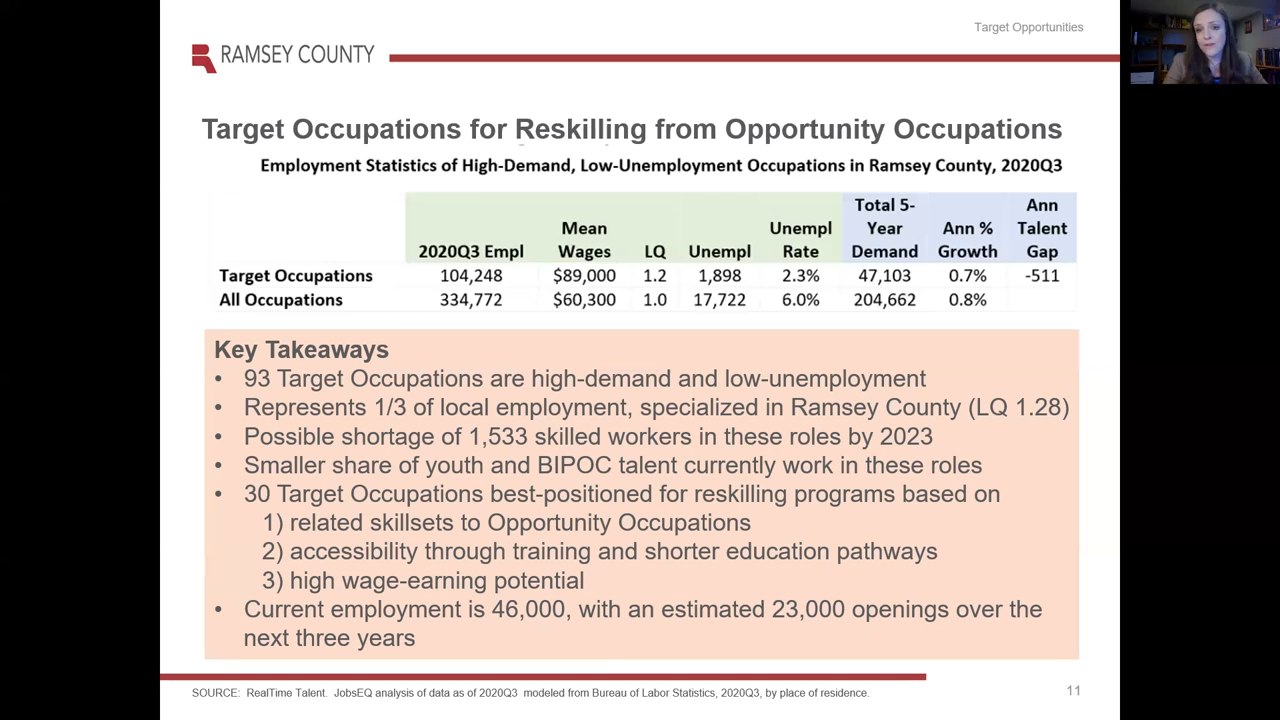 Target Opportunities
RAMSEY COUNTY
Target Occupations for Reskilling from Opportunity Occupations
Employment Statistics of High-Demand, Low-Unemployment Occupations in Ramsey County, 2020Q3
2020Q3 Empl Mean Wages LQ Unempl Unempl Rate Total 5-Year Demand Ann % Growth Ann Talent Gap
Target Occupations 104,248 $89,000 1.2 1,898 2.3% 47,103 0.7% -511
All Occupations 334,772 $60,300 1.0 17,722 6.0% 204,662 0.8%
Key Takeaways
• 93 Target Occupations are high-demand and low-unemployment
• Represents 1/3 of local employment, specialized in Ramsey County (LQ 1.28)
• Possible shortage of 1,533 skilled workers in these roles by 2023
• Smaller share of youth and BIPOC talent currently work in these roles
• 30 Target Occupations best-positioned for reskilling programs based on
1) related skillsets to Opportunity Occupations
2) accessibility through training and shorter education pathways
3) high wage-earning potential
• Current employment is 46,000, with an estimated 23,000 openings over the
next three years
SOURCE: RealTime Talent. JobsEQ analysis of data as of 2020Q3 modeled from Bureau of Labor Statistics, 2020Q3, by place of residence.
11